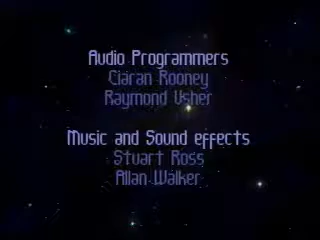 Audio Programmers
Ciaran Rooney
Raymond Usher
Music and Sound effects
Stuart Ross
Allan Walker